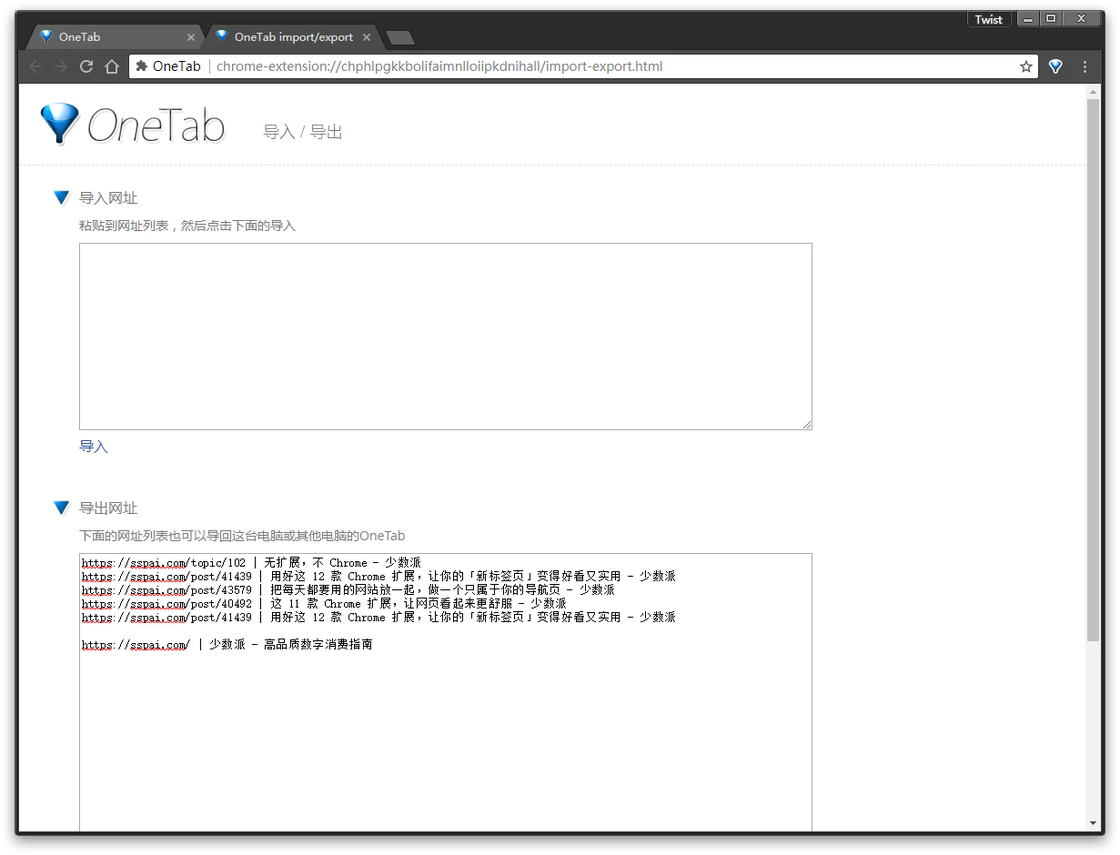 Twist
OneTab
OneTab import/export
OneTab chrome-extension://chphlpgkkbolifaimnlloiipkdnihall/import-export.html
OneTab 导入 / 导出
导入网址
粘贴到网址列表，然后点击下面的导入
导入
导出网址
下面的网址列表也可以导回这台电脑或其他电脑的OneTab
https://sspai.com/topic/102 | 无扩展，不 Chrome - 少数派
https://sspai.com/post/41439 | 用好这 12 款 Chrome 扩展，让你的「新标签页」变得好看又实用 - 少数派
https://sspai.com/post/43579 | 把每天都要用的网站放一起，做一个只属于你的导航页 - 少数派
https://sspai.com/post/40492 | 这 11 款 Chrome 扩展，让网页看起来更舒服 - 少数派
https://sspai.com/post/41439 | 用好这 12 款 Chrome 扩展，让你的「新标签页」变得好看又实用 - 少数派
https://sspai.com/ | 少数派 - 高品质数字消费指南